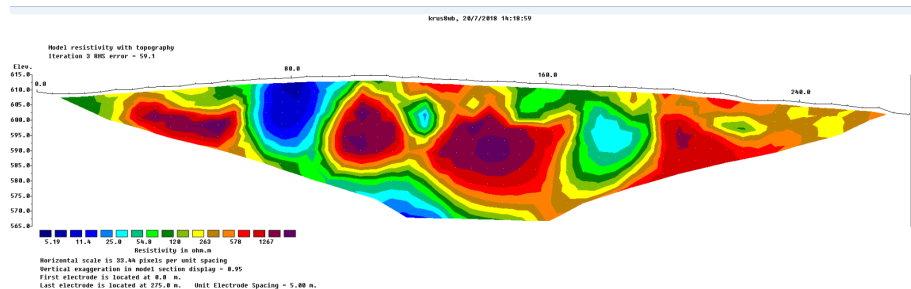 krus8wb, 20/7/2018 14:18:59
Model resistivity with topography
Iteration 3 RMS error = 59.1
Elev.
615.0
610.0
605.0
600.0
595.0
590.0
585.0
580.0
575.0
570.0
565.0
0.0
80.0
160.0
240.0
5.19 11.4 25.0 54.8 120 263 578 1267
Resistivity in ohm.m
Horizontal scale is 33.44 pixels per unit spacing
Vertical exaggeration in model section display = 0.95
First electrode is located at 0.0 m.
Last electrode is located at 275.0 m. Unit Electrode Spacing = 5.00 m.